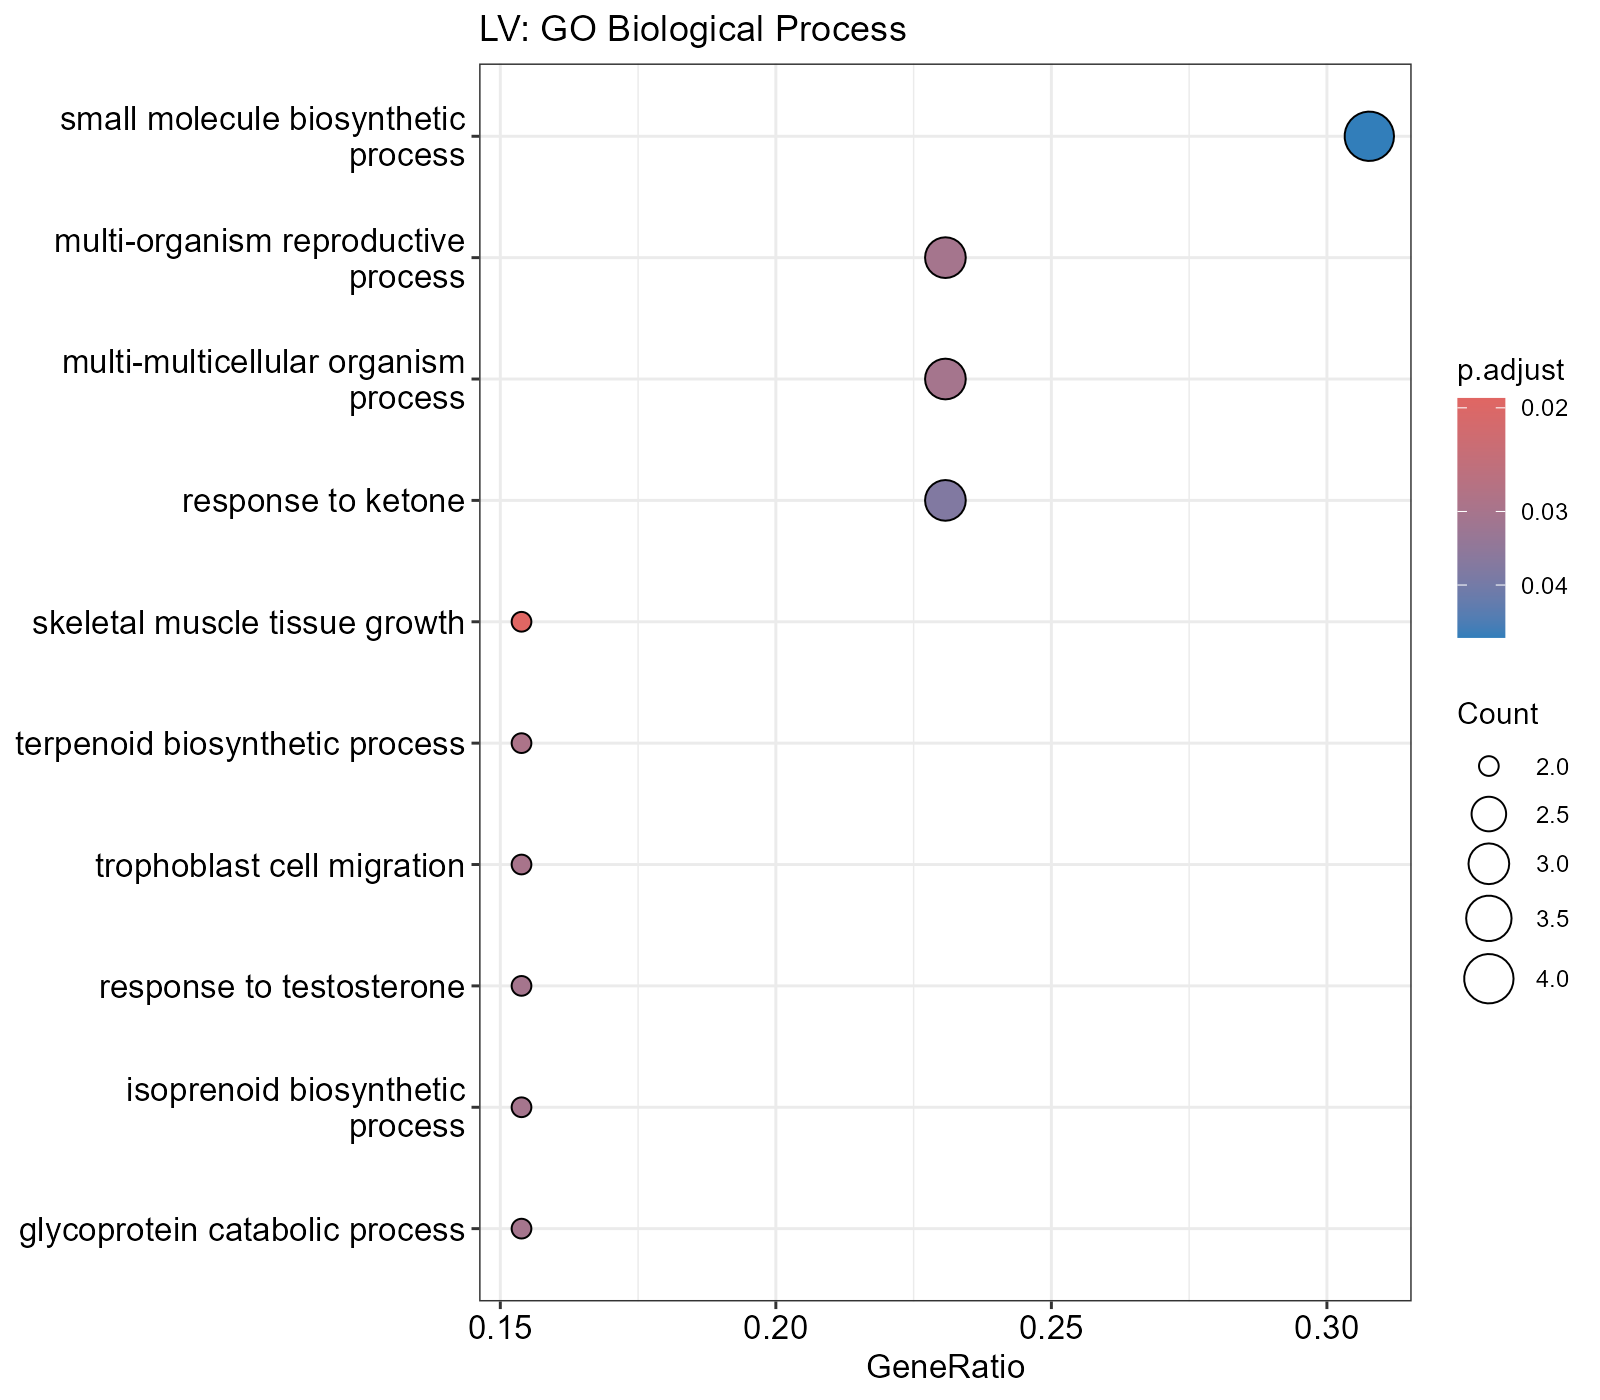 LV: GO Biological Process
small molecule biosynthetic
process
multi-organism reproductive
process
multi-multicellular organism
process
response to ketone
skeletal muscle tissue growth
terpenoid biosynthetic process
trophoblast cell migration
response to testosterone
isoprenoid biosynthetic
process
glycoprotein catabolic process
0.15 0.20 0.25 0.30
GeneRatio
p.adjust
0.02
0.03
0.04
Count
2.0
2.5
3.0
3.5
4.0